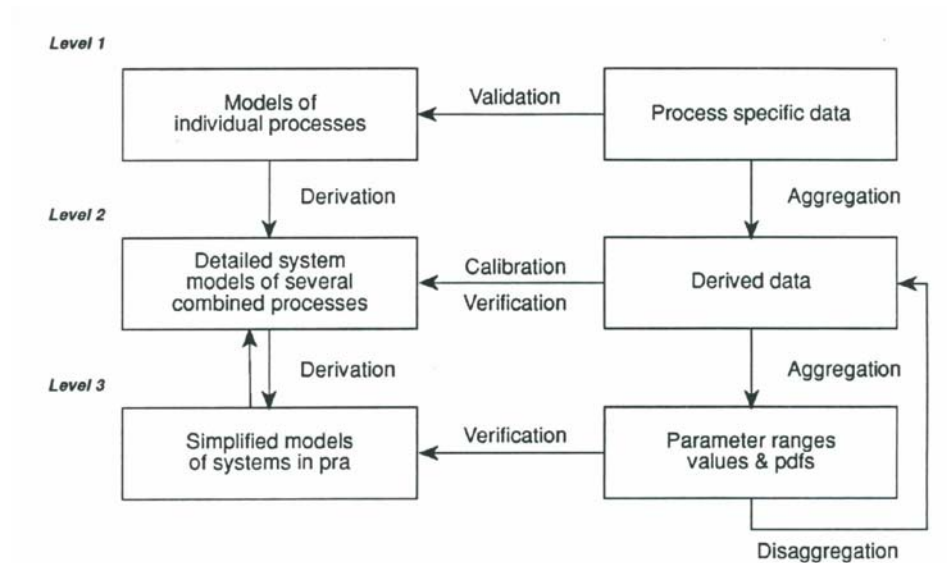 Level 1
Models of
individual processes
Validation
Process specific data
Derivation
Aggregation
Level 2
Detailed system
models of several
combined processes
Calibration
Verification
Derived data
Derivation
Aggregation
Level 3
Simplified models
of systems in pra
Verification
Parameter ranges
values & pdfs
Disaggregation